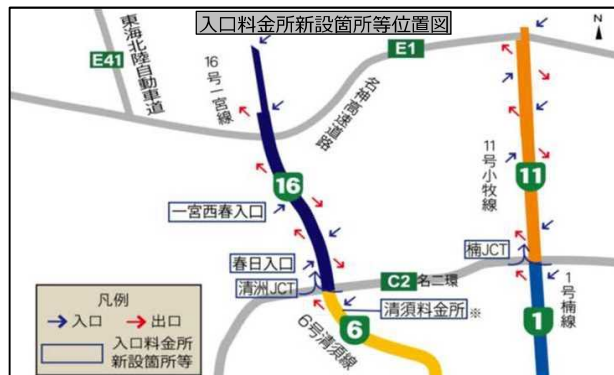 入口料金所新設箇所等位置図
N
東海北陸自動車道
E41
16号一宮線
E1
名神高速道路
11号小牧線
16
11
一宮西春入口
春日入口
清洲JCT
楠JCT
C2 名二環
清須料金所※
6号清須線
6
1
1号楠線
凡例
入口 出口
入口料金所
新設箇所等